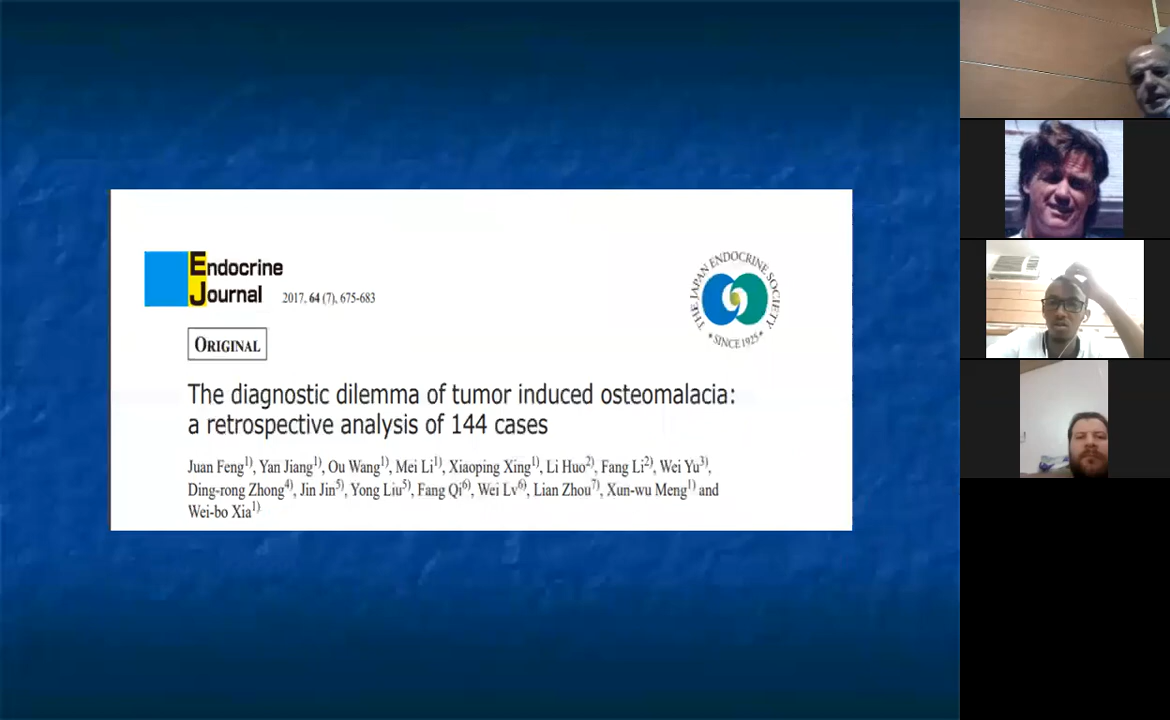 Endocrine
Journal 2017, 64 (7), 675-683
THE JAPAN ENDOCRINE SOCIETY
• SINCE 1925 •
ORIGINAL
The diagnostic dilemma of tumor induced osteomalacia:
a retrospective analysis of 144 cases
Juan Feng1), Yan Jiang1), Ou Wang1), Mei Li1), Xiaoping Xing1), Li Huo2), Fang Li2), Wei Yu3),
Ding-rong Zhong4), Jin Jin5), Yong Liu5), Fang Qi6), Wei Lv6), Lian Zhou7), Xun-wu Meng1) and
Wei-bo Xia1)